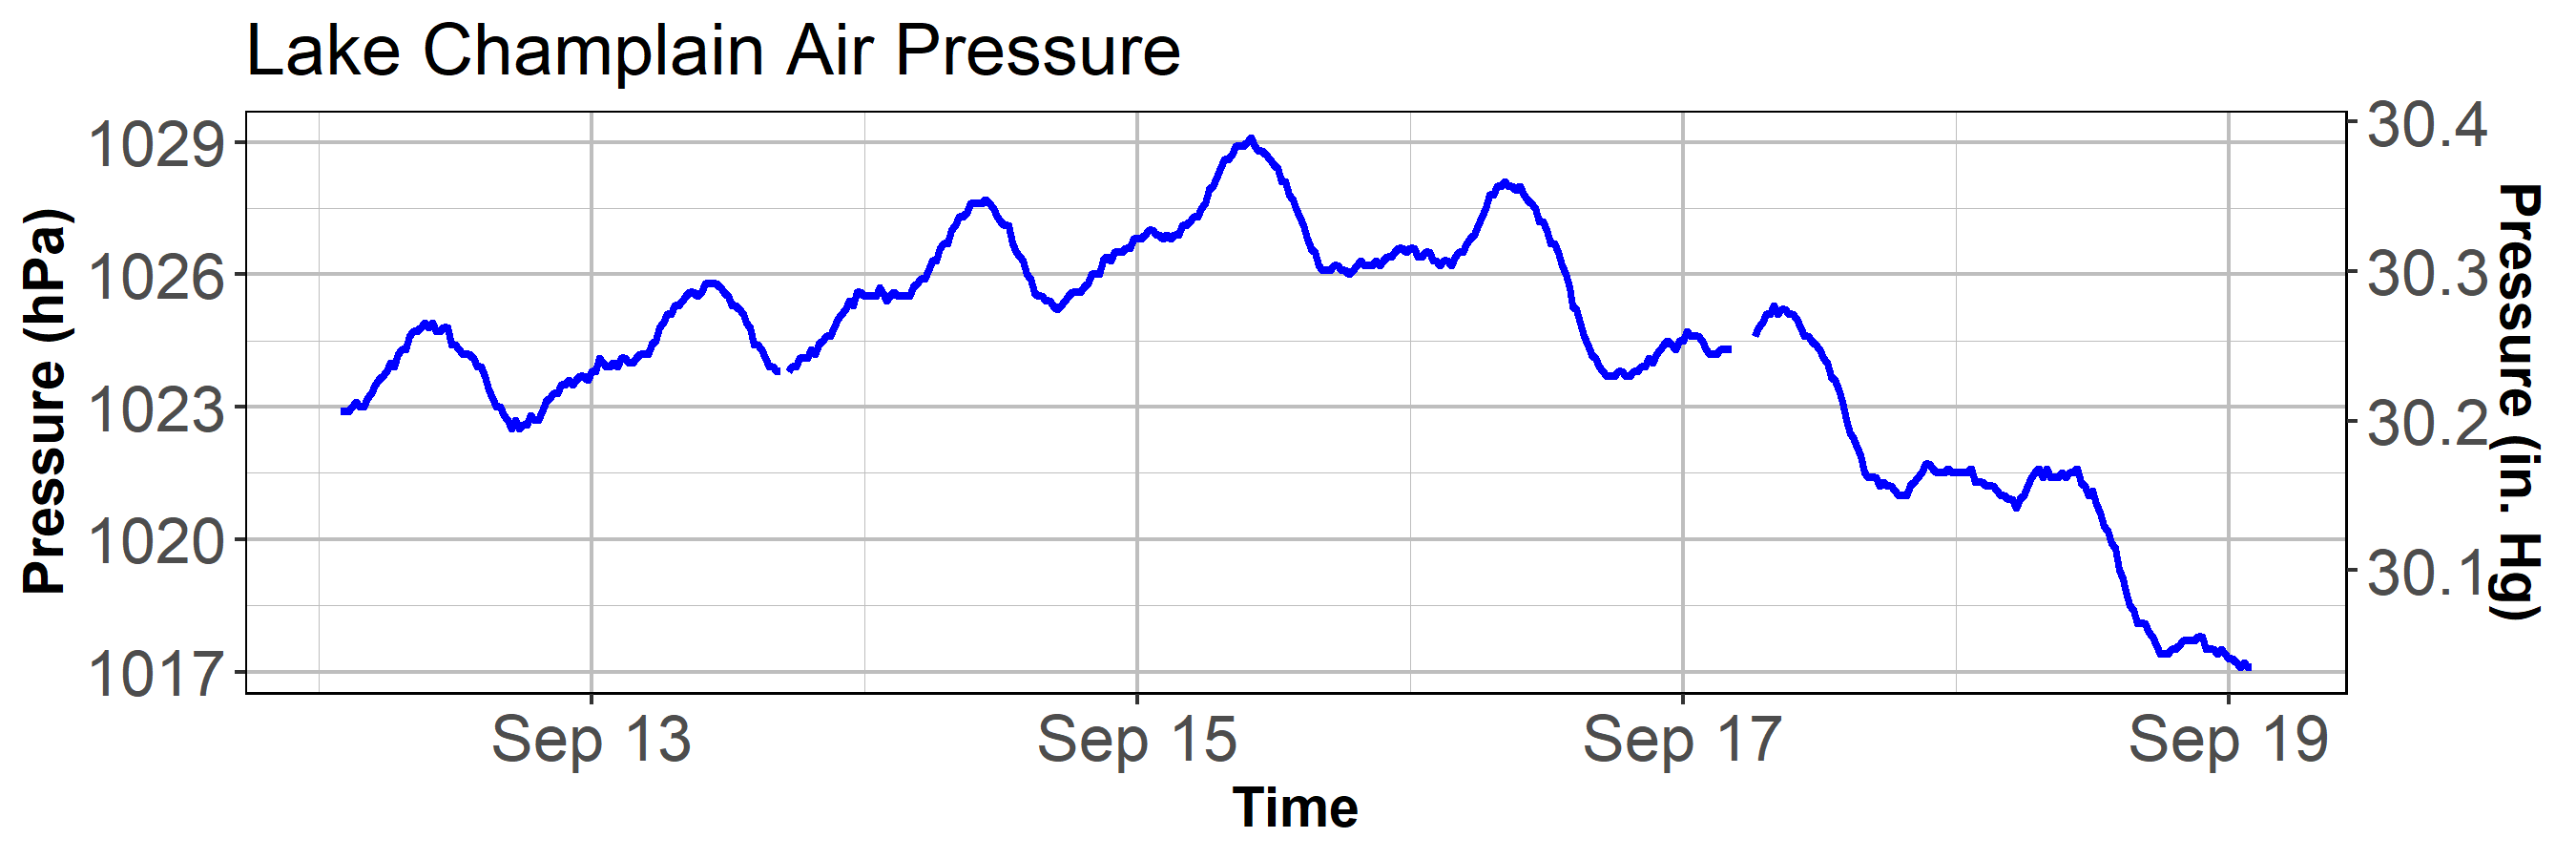 Lake Champlain Air Pressure
Pressure (hPa)
1029
1026
1023
1020
1017
30.4
30.3
30.2
30.1
Pressure (in. Hg)
Sep 13 Sep 15 Sep 17 Sep 19
Time